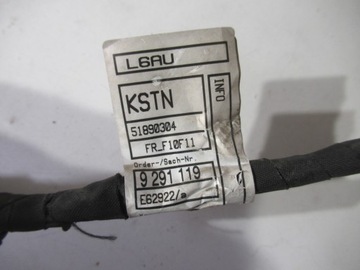 L6AU
KSTN
INFO
51890304
FR_F10F11
Order-/Sach-Nr.
9 291 119
E62922/a